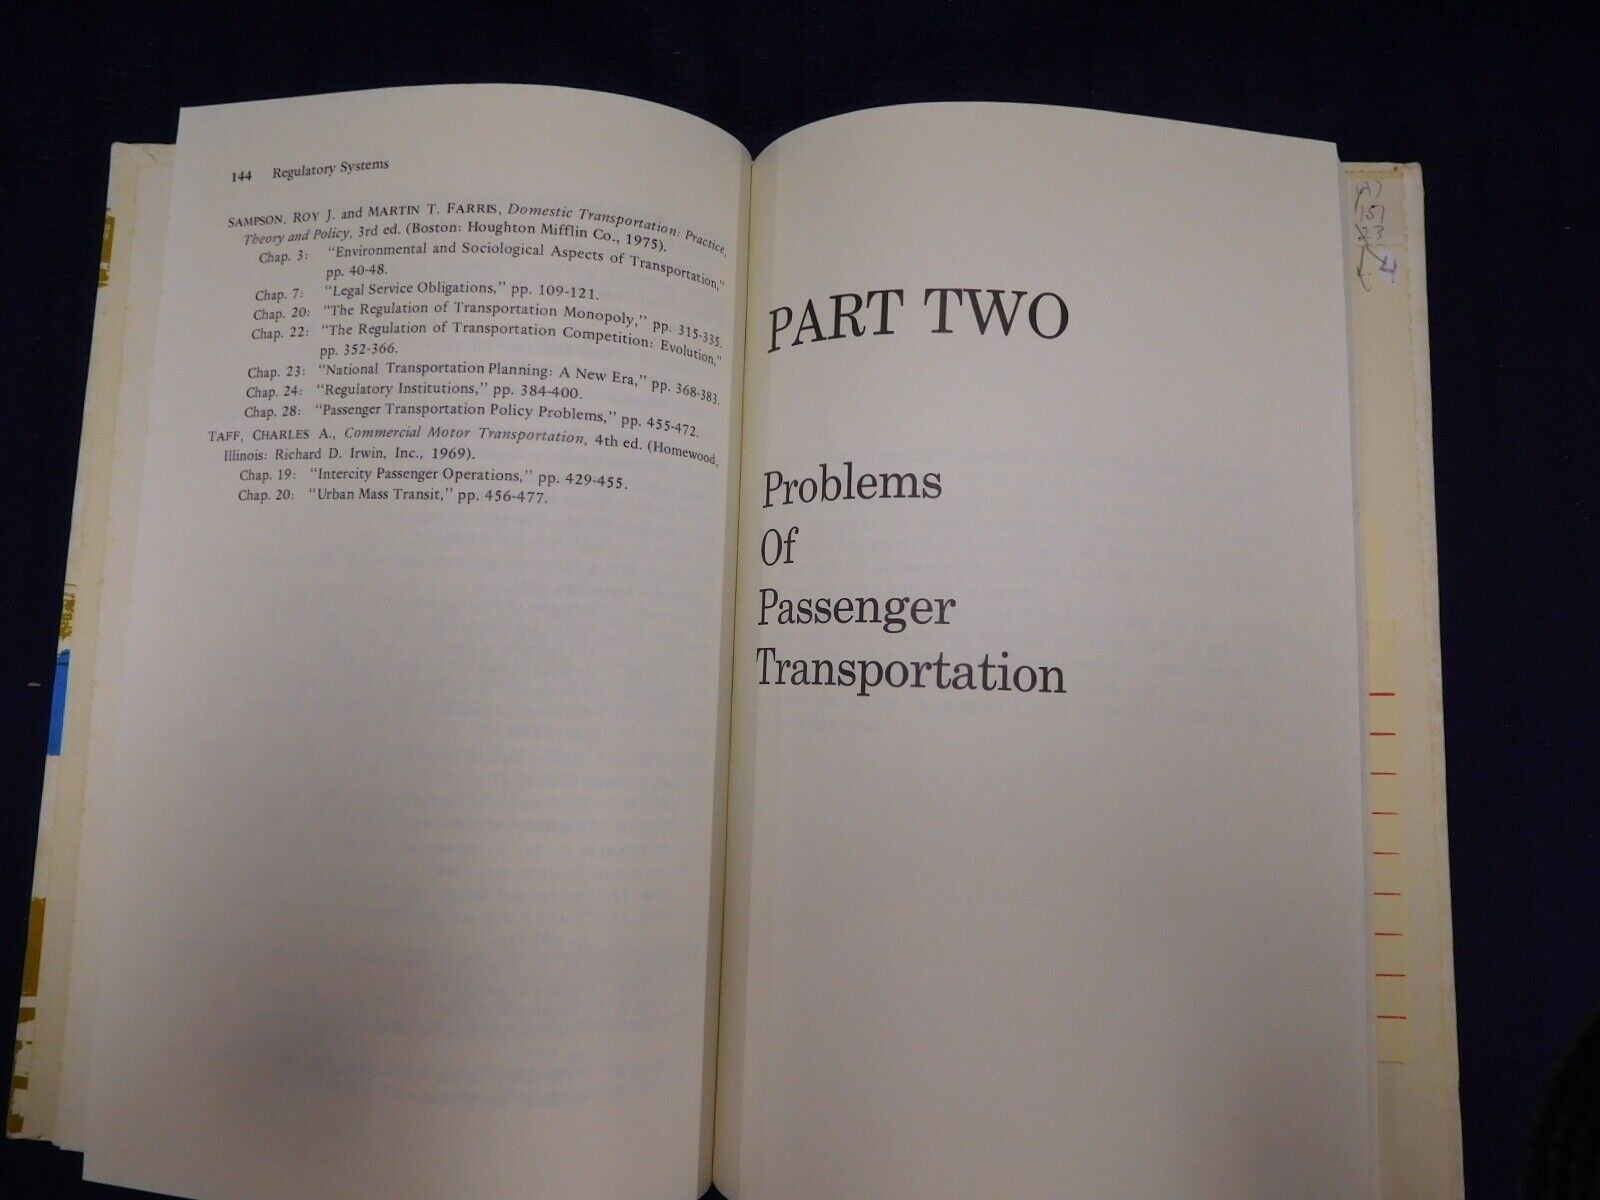 144 Regulatory Systems
SAMPSON, ROY J. and MARTIN T. FARRIS, Domestic Transportation: Practice,
Theory and Policy, 3rd ed. (Boston: Houghton Mifflin Co., 1975).
Chap. 3: "Environmental and Sociological Aspects of Transportation,"
pp. 40-48.
Chap. 7: "Legal Service Obligations," pp. 109-121.
Chap. 20: "The Regulation of Transportation Monopoly," pp. 315-335.
Chap. 22: "The Regulation of Transportation Competition: Evolution,"
pp. 352-366.
Chap. 23: "National Transportation Planning: A New Era," pp. 368-383.
Chap. 24: "Regulatory Institutions," pp. 384-400.
Chap. 28: "Passenger Transportation Policy Problems," pp. 455-472.
TAFF, CHARLES A., Commercial Motor Transportation, 4th ed. (Homewood,
Illinois: Richard D. Irwin, Inc., 1969).
Chap. 19: "Intercity Passenger Operations," pp. 429-455.
Chap. 20: "Urban Mass Transit," pp. 456-477.
PART TWO
Problems
Of
Passenger
Transportation
151
23